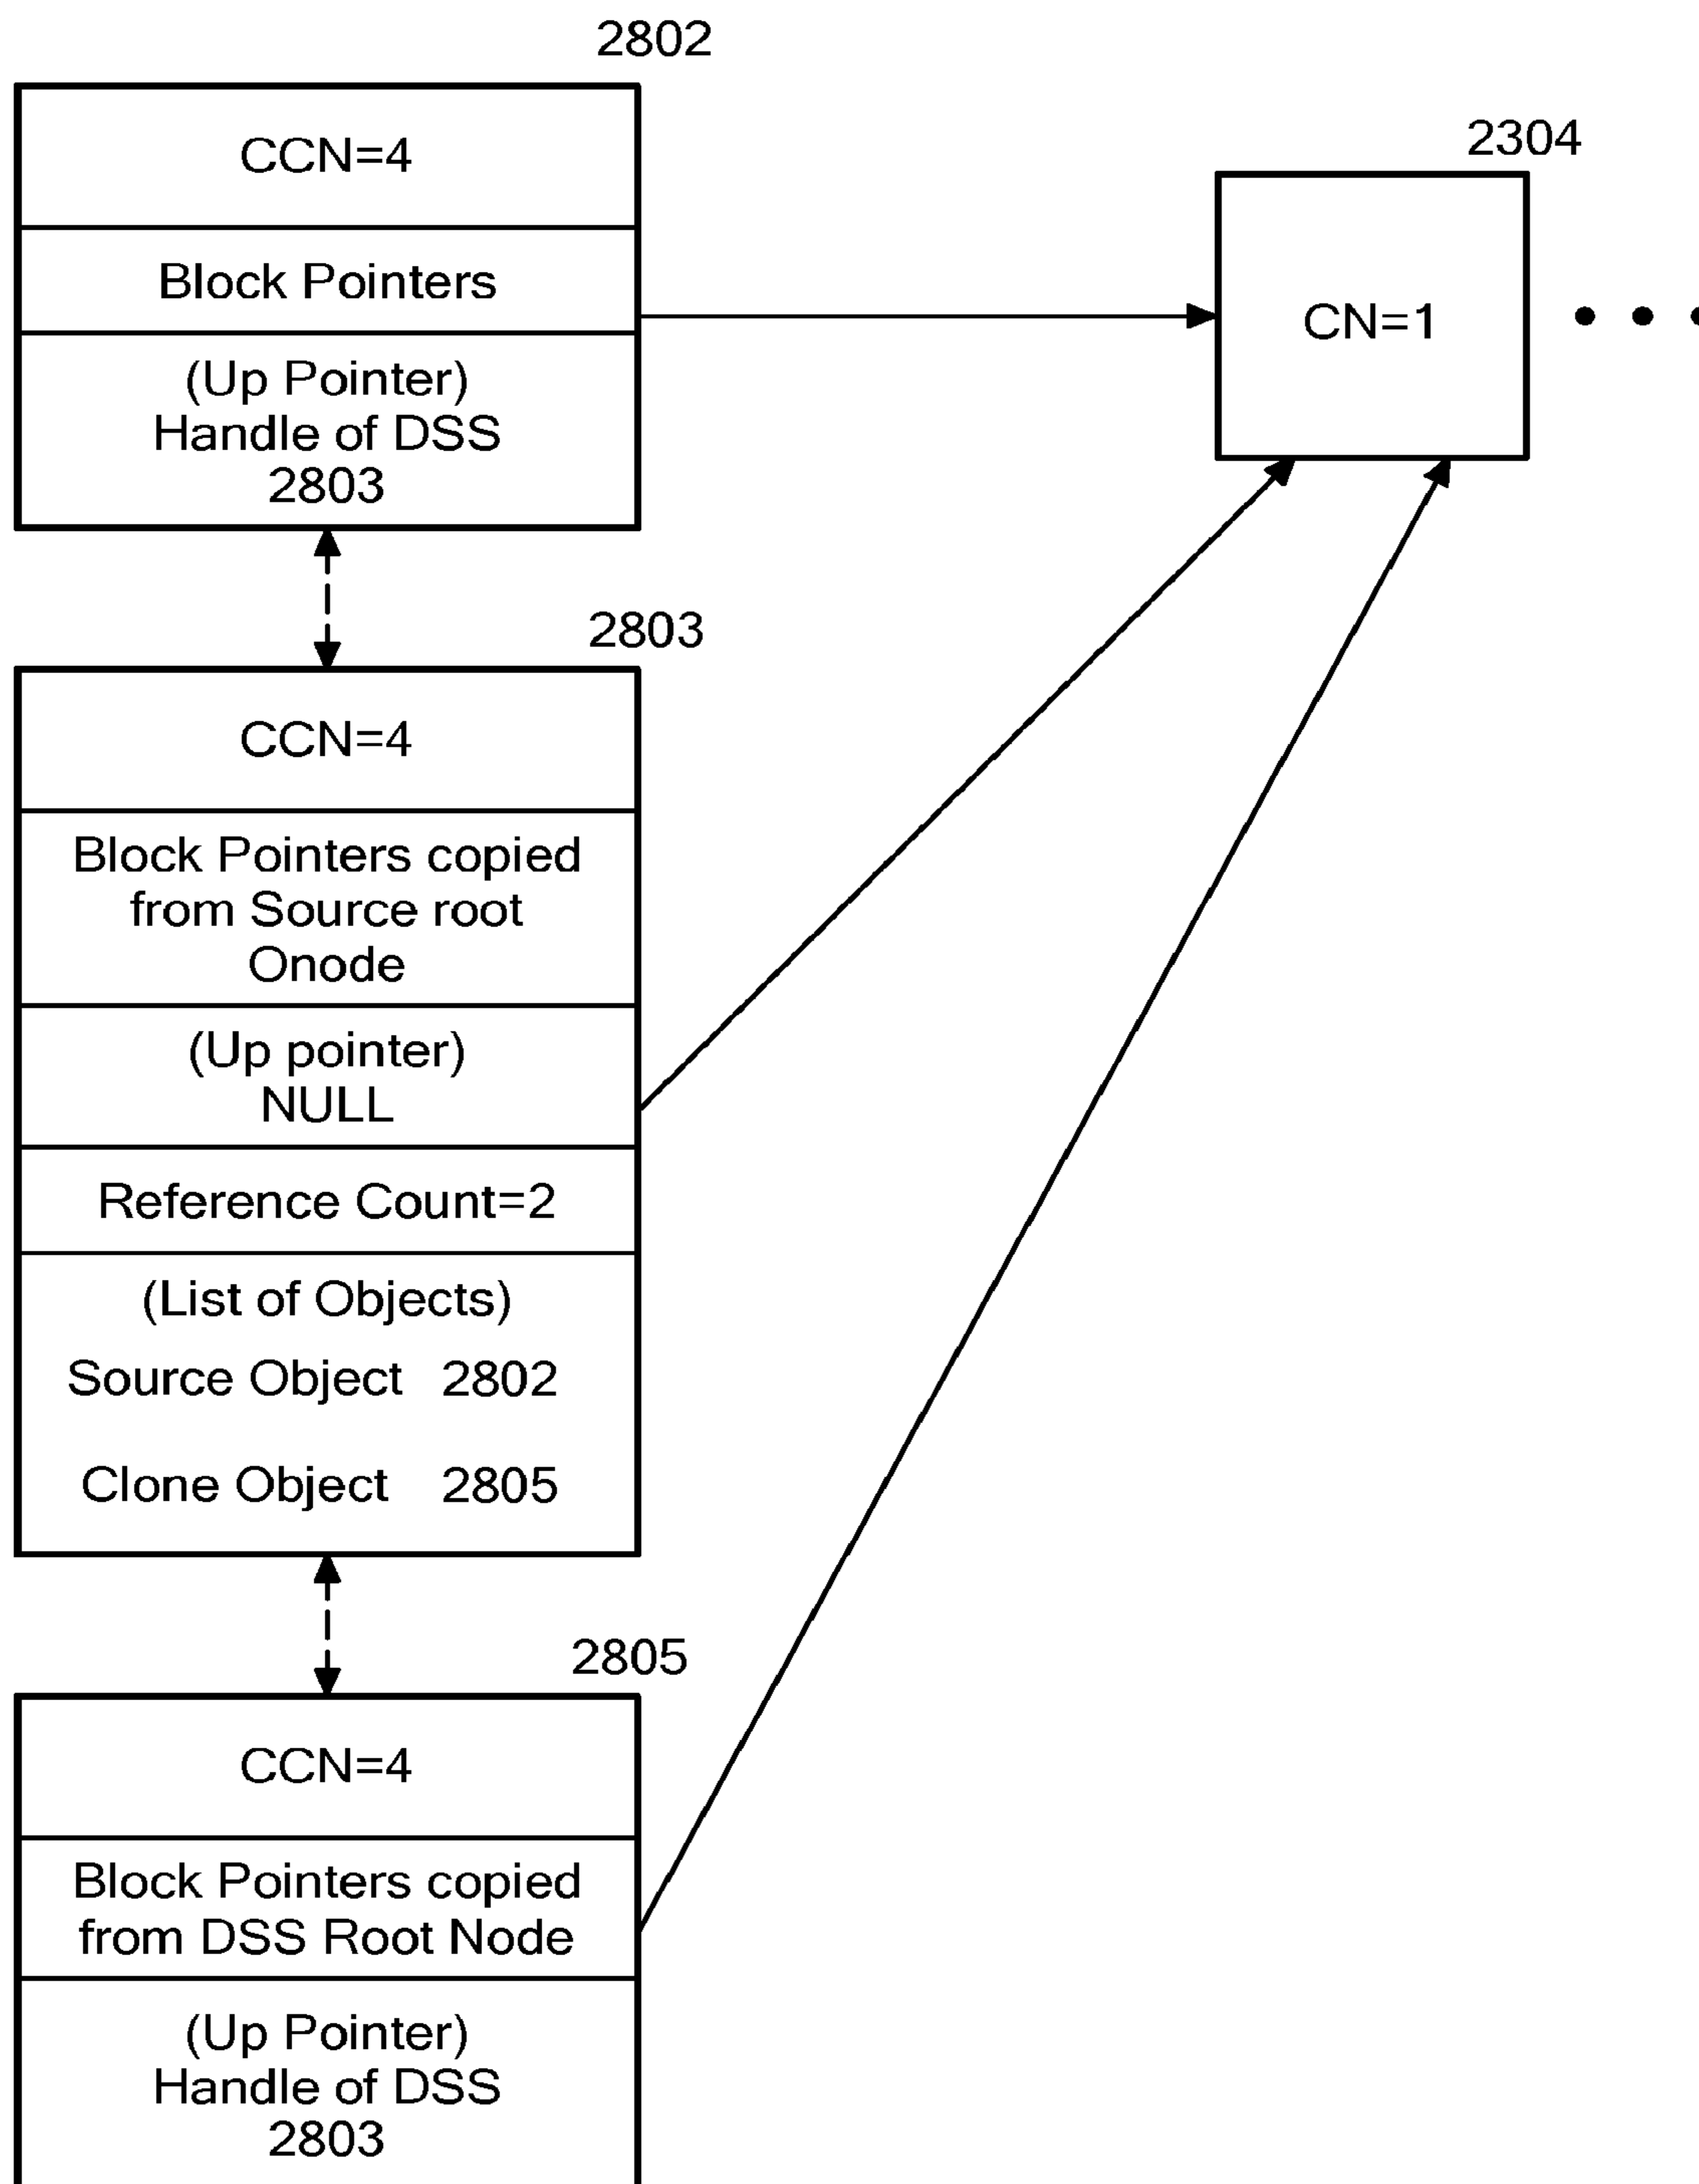 2802
CCN=4
Block Pointers
(Up Pointer)
Handle of DSS
2803
2304
CN=1
2803
CCN=4
Block Pointers copied
from Source root
Onode
(Up pointer)
NULL
Reference Count=2
(List of Objects)
Source Object 2802
Clone Object 2805
2805
CCN=4
Block Pointers copied
from DSS Root Node
(Up Pointer)
Handle of DSS
2803